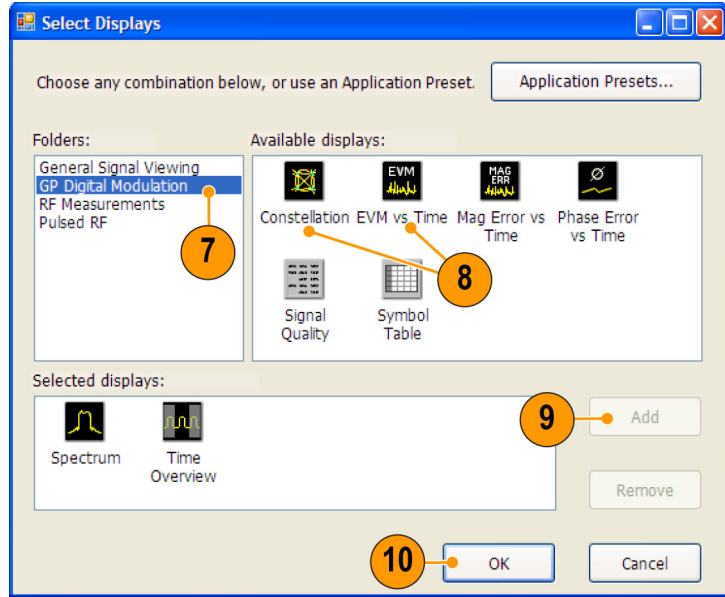 Select Displays
Choose any combination below, or use an Application Preset.
Application Presets...
Folders:
Available displays:
General Signal Viewing
GP Digital Modulation
RF Measurements
Pulsed RF
7
EVM
MAG
ERR
Constellation
EVM vs Time
Mag Error vs
Time
Phase Error
vs Time
8
Signal
Quality
Symbol
Table
Selected displays:
Spectrum
Time
Overview
9
Add
Remove
10
OK
Cancel